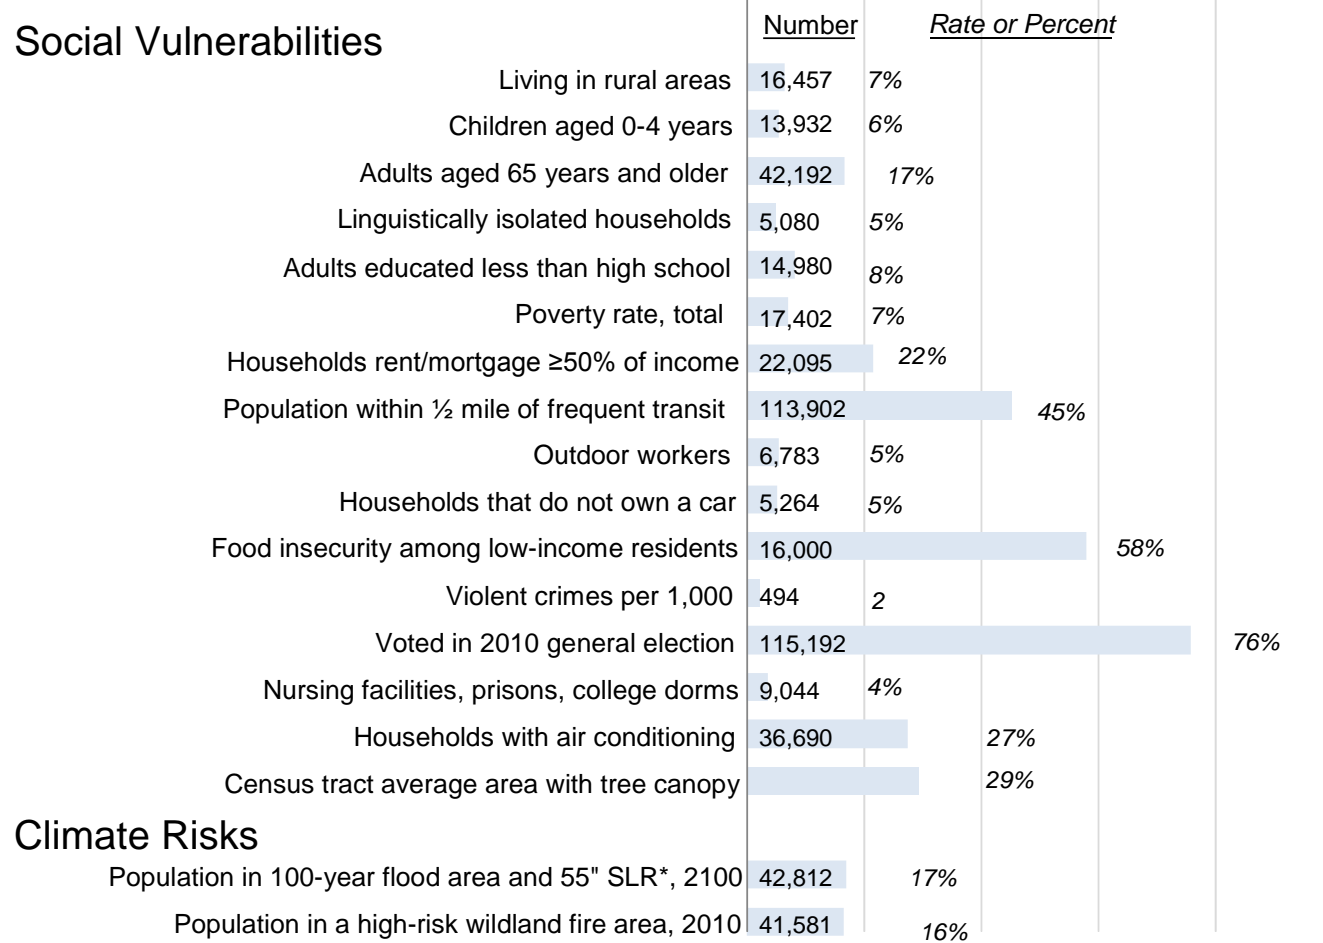 Social Vulnerabilities
Number Rate or Percent
Living in rural areas 16,457 7%
Children aged 0-4 years 13,932 6%
Adults aged 65 years and older 42,192 17%
Linguistically isolated households 5,080 5%
Adults educated less than high school 14,980 8%
Poverty rate, total 17,402 7%
Households rent/mortgage ≥50% of income 22,095 22%
Population within ½ mile of frequent transit 113,902 45%
Outdoor workers 6,783 5%
Households that do not own a car 5,264 5%
Food insecurity among low-income residents 16,000 58%
Violent crimes per 1,000 494 2
Voted in 2010 general election 115,192 76%
Nursing facilities, prisons, college dorms 9,044 4%
Households with air conditioning 36,690 27%
Census tract average area with tree canopy 29%
Climate Risks
Population in 100-year flood area and 55" SLR*, 2100 42,812 17%
Population in a high-risk wildland fire area, 2010 41,581 16%